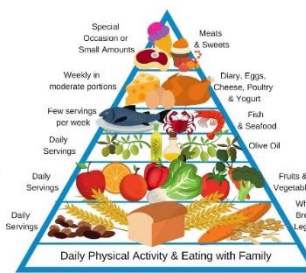 Special
Occasion or
Small Amounts
Meats
& Sweets
Weekly in
moderate portions
Diary, Eggs,
Cheese, Poultry
& Yogurt
Few servings
per week
Fish
& Seafood
Daily
Servings
Olive Oil
Daily
Servings
Fruits &
Daily
Servings
Daily Physical Activity & Eating with Family